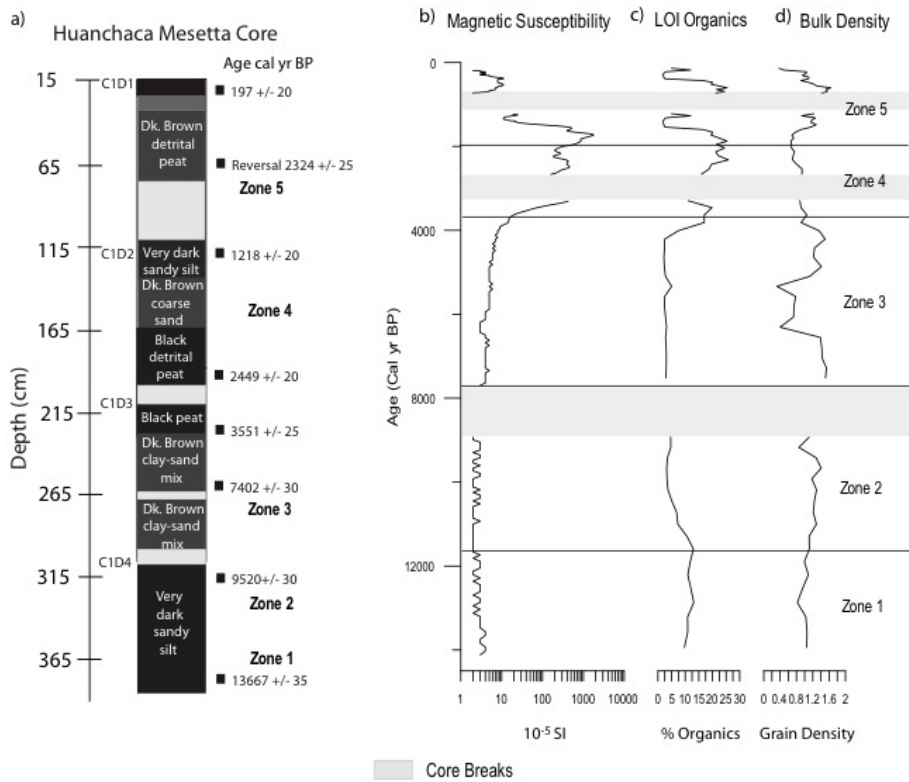 a)
Huanchaca Mesetta Core
Age cal yr BP
Depth (cm)
15
65
115
165
215
265
315
365
C1D1
C1D2
C1D3
C1D4
Dk. Brown
detrital
peat
Very dark
sandy silt
Dk. Brown
coarse
sand
Black
detrital
peat
Black peat
Dk. Brown
clay-sand
mix
Dk. Brown
clay-sand
mix
Very
dark
sandy
silt
197 +/- 20
Reversal 2324 +/- 25
Zone 5
1218 +/- 20
Zone 4
2449 +/- 20
3551 +/- 25
7402 +/- 30
Zone 3
9520+/- 30
Zone 2
Zone 1
13667 +/- 35
b)
Magnetic Susceptibility
c)
LOI Organics
d)
Bulk Density
Age (Cal yr BP)
0
4000
8000
12000
Zone 5
Zone 4
Zone 3
Zone 2
Zone 1
1 10 100 1000 10000
10⁻⁵ SI
0 5 10 15 20 25 30
% Organics
0 0.4 0.8 1.2 1.6 2
Grain Density
Core Breaks